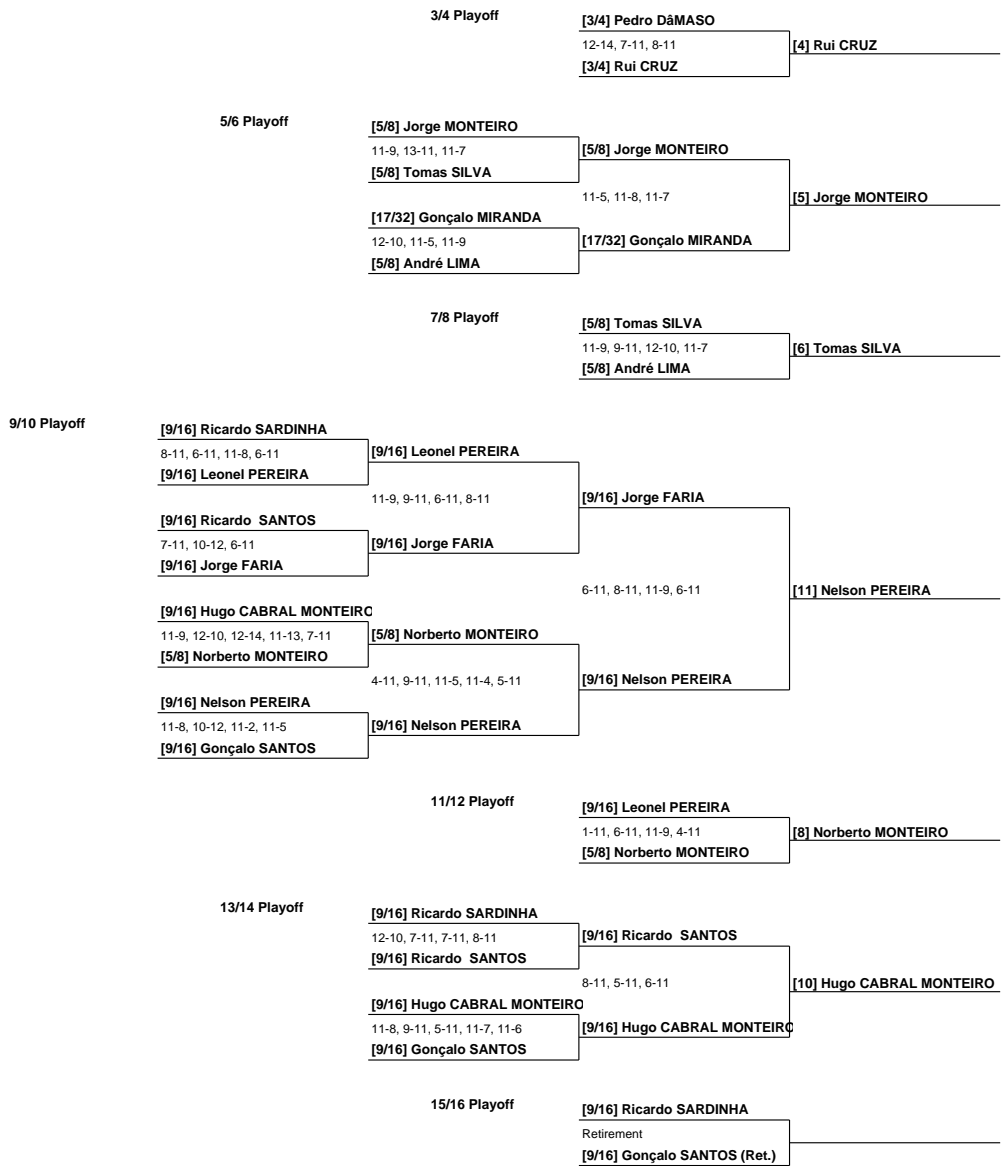 3/4 Playoff
[3/4] Pedro DâMASO
12-14, 7-11, 8-11
[4] Rui CRUZ
[3/4] Rui CRUZ
5/6 Playoff
[5/8] Jorge MONTEIRO
11-9, 13-11, 11-7
[5/8] Jorge MONTEIRO
[5/8] Tomas SILVA
11-5, 11-8, 11-7
[5] Jorge MONTEIRO
[17/32] Gonçalo MIRANDA
12-10, 11-5, 11-9
[17/32] Gonçalo MIRANDA
[5/8] André LIMA
7/8 Playoff
[5/8] Tomas SILVA
11-9, 9-11, 12-10, 11-7
[6] Tomas SILVA
[5/8] André LIMA
9/10 Playoff
[9/16] Ricardo SARDINHA
8-11, 6-11, 11-8, 6-11
[9/16] Leonel PEREIRA
[9/16] Leonel PEREIRA
11-9, 9-11, 6-11, 8-11
[9/16] Jorge FARIA
[9/16] Ricardo  SANTOS
7-11, 10-12, 6-11
[9/16] Jorge FARIA
[9/16] Jorge FARIA
6-11, 8-11, 11-9, 6-11
[11] Nelson PEREIRA
[9/16] Hugo CABRAL MONTEIRO
11-9, 12-10, 12-14, 11-13, 7-11
[5/8] Norberto MONTEIRO
[5/8] Norberto MONTEIRO
4-11, 9-11, 11-5, 11-4, 5-11
[9/16] Nelson PEREIRA
[9/16] Nelson PEREIRA
11-8, 10-12, 11-2, 11-5
[9/16] Nelson PEREIRA
[9/16] Gonçalo SANTOS
11/12 Playoff
[9/16] Leonel PEREIRA
1-11, 6-11, 11-9, 4-11
[8] Norberto MONTEIRO
[5/8] Norberto MONTEIRO
13/14 Playoff
[9/16] Ricardo SARDINHA
12-10, 7-11, 7-11, 8-11
[9/16] Ricardo  SANTOS
[9/16] Ricardo  SANTOS
8-11, 5-11, 6-11
[10] Hugo CABRAL MONTEIRO
[9/16] Hugo CABRAL MONTEIRO
11-8, 9-11, 5-11, 11-7, 11-6
[9/16] Hugo CABRAL MONTEIRO
[9/16] Gonçalo SANTOS
15/16 Playoff
[9/16] Ricardo SARDINHA
Retirement
[9/16] Gonçalo SANTOS (Ret.)